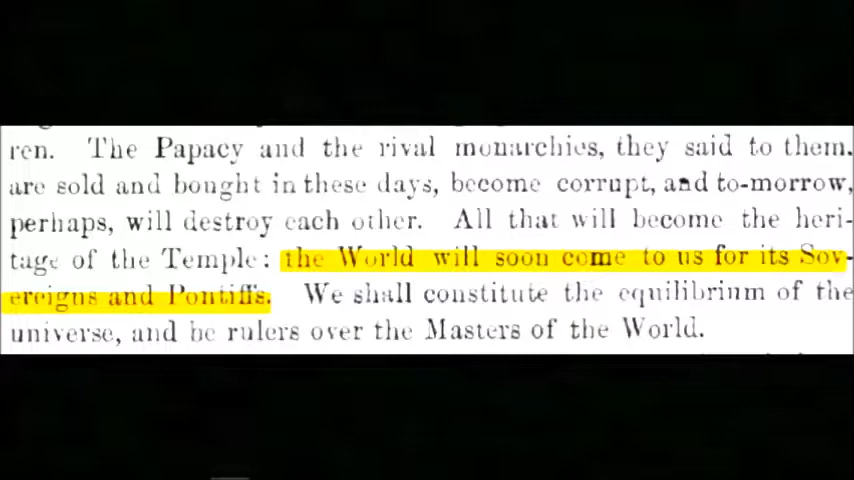 ren. The Papacy and the rival monarchies, they said to them,
are sold and bought in these days, become corrupt, and to-morrow,
perhaps, will destroy each other. All that will become the heri-
tage of the Temple: the World will soon come to us for its Sov-
ereigns and Pontiffs. We shall constitute the equilibrium of the
universe, and be rulers over the Masters of the World.